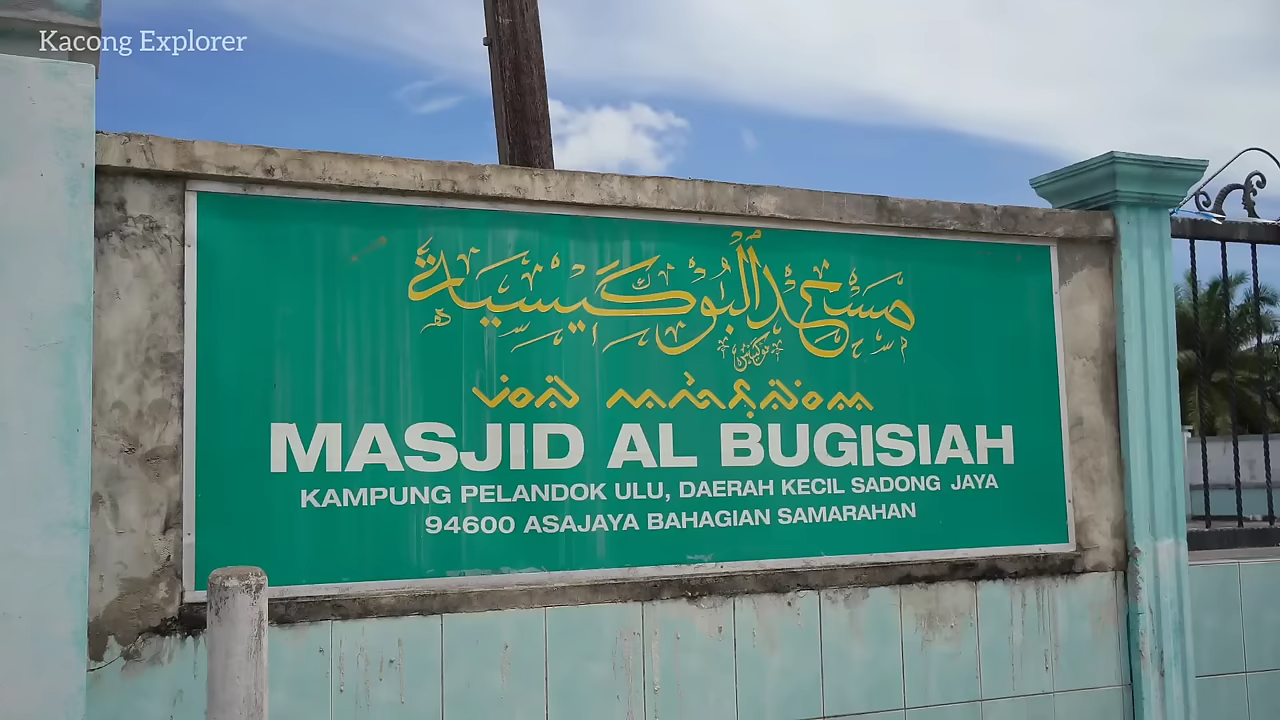 Kacong Explorer
مسجد البوكيسية
MASJID AL BUGISIAH
KAMPUNG PELANDOK ULU, DAERAH KECIL SADONG JAYA
94600 ASAJAYA BAHAGIAN SAMARAHAN